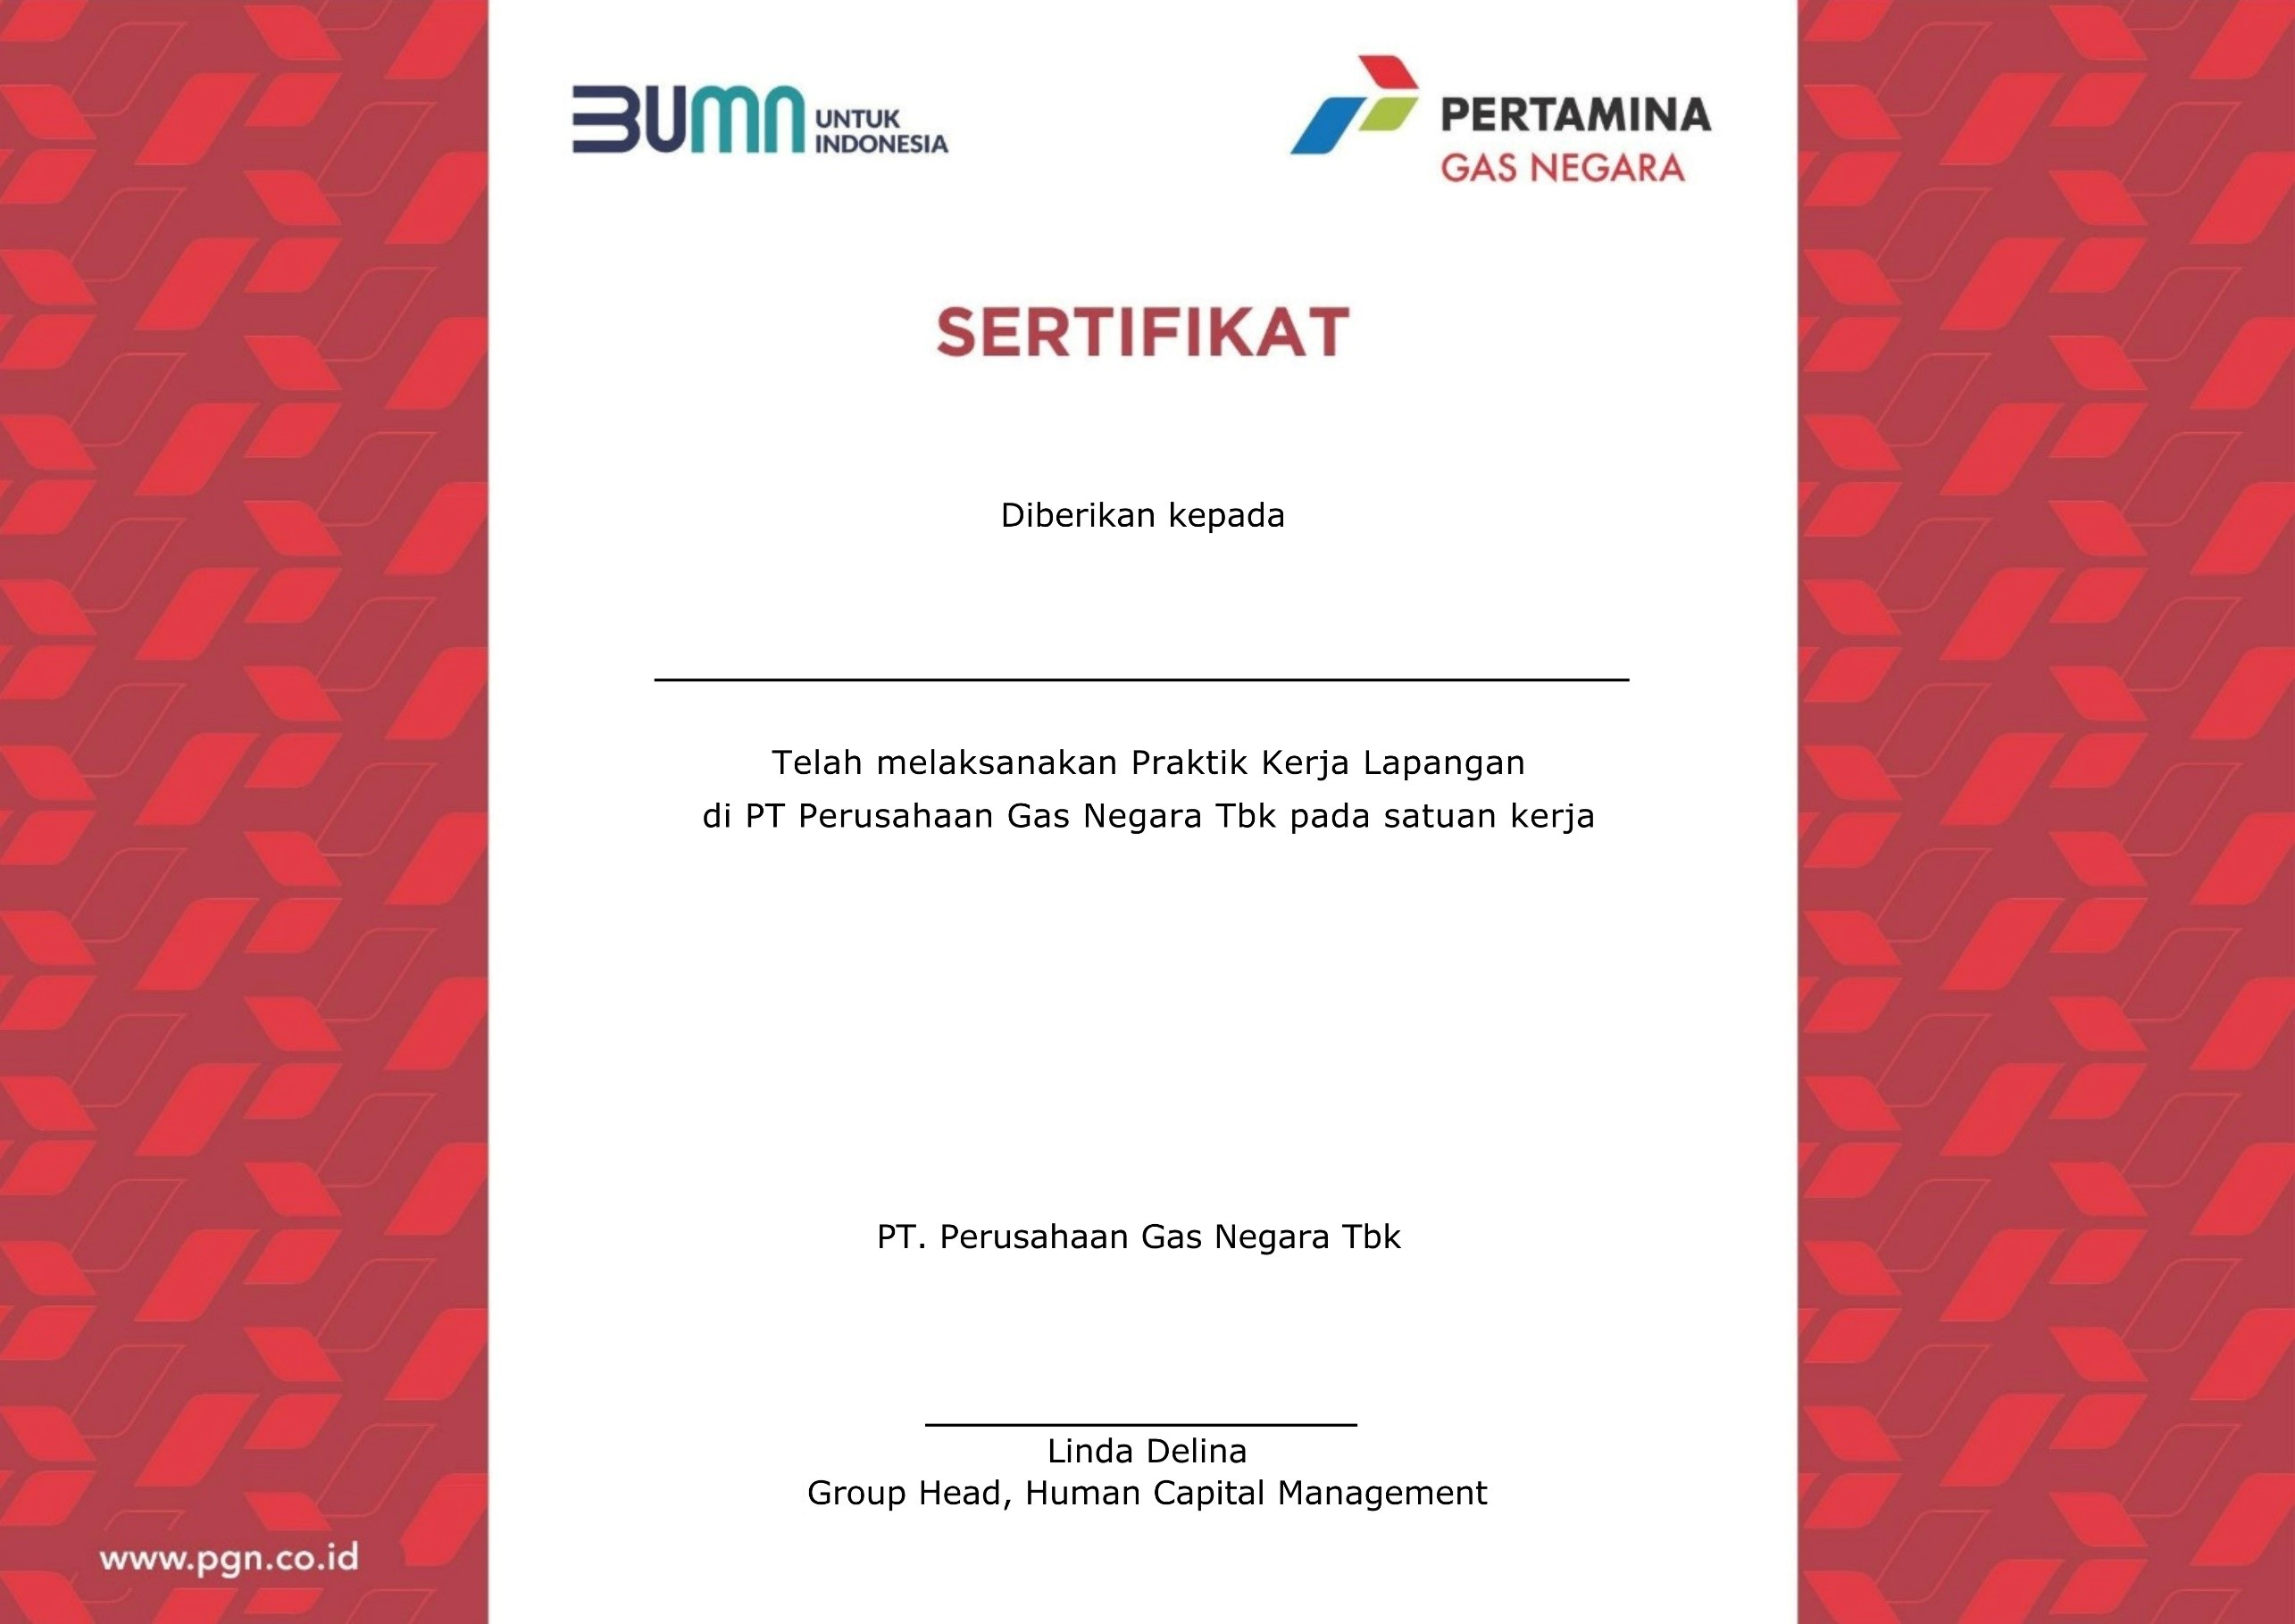 BUMN UNTUK
INDONESIA
PERTAMINA
GAS NEGARA
SERTIFIKAT
Diberikan kepada
Telah melaksanakan Praktik Kerja Lapangan
di PT Perusahaan Gas Negara Tbk pada satuan kerja
PT. Perusahaan Gas Negara Tbk
Linda Delina
Group Head, Human Capital Management
www.pgn.co.id